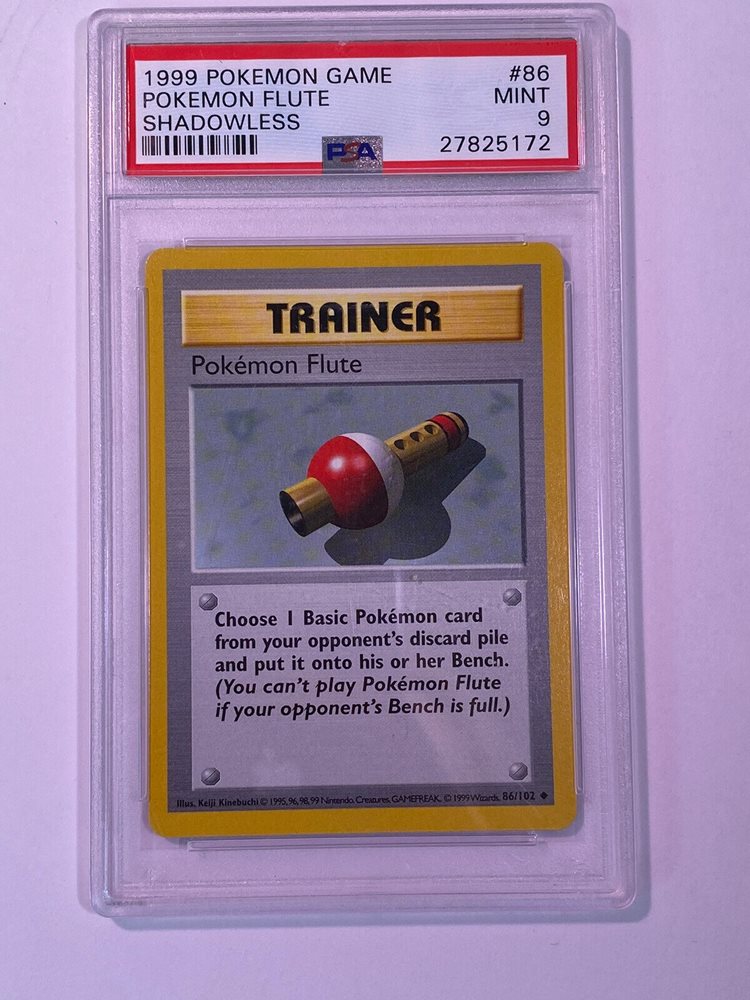 1999 POKEMON GAME #86
POKEMON FLUTE MINT
SHADOWLESS 9
PSA 27825172
TRAINER
Pokémon Flute
Choose 1 Basic Pokémon card
from your opponent's discard pile
and put it onto his or her Bench.
(You can't play Pokémon Flute
if your opponent's Bench is full.)
Illus. Keiji Kinebuchi © 1995, 96, 98, 99 Nintendo, Creatures, GAMEFREAK. © 1999 Wizards. 86/102